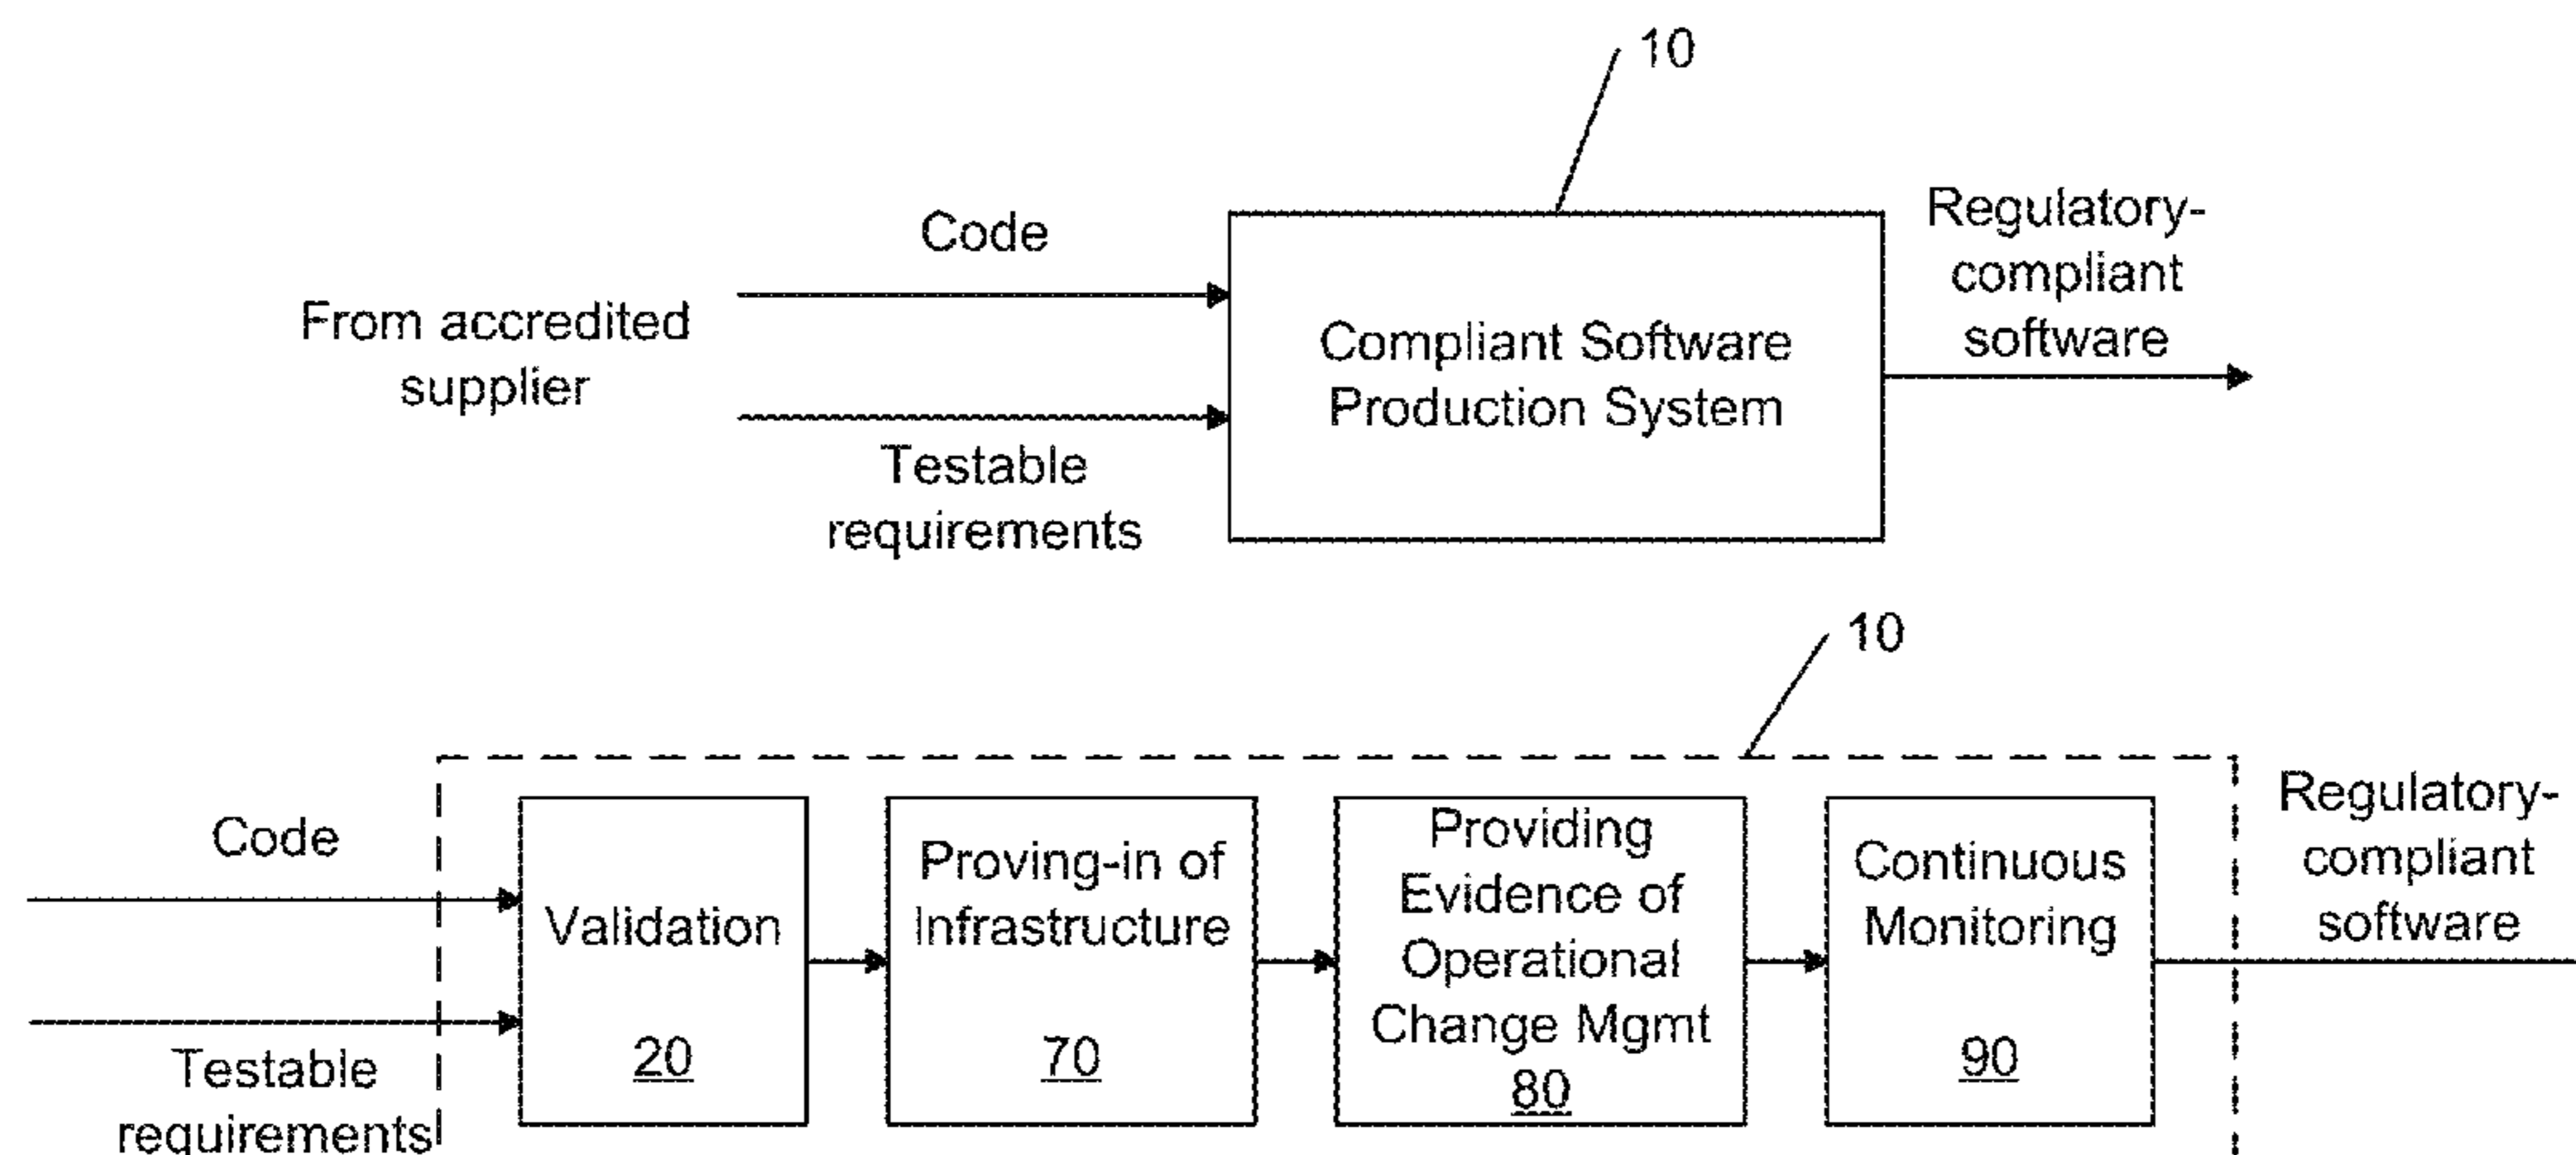 10
Code
Regulatory-
compliant
software
From accredited
supplier
Compliant Software
Production System
Testable
requirements
10
Code
Validation
20
Proving-in of
Infrastructure
70
Providing
Evidence of
Operational
Change Mgmt
80
Continuous
Monitoring
90
Regulatory-
compliant
software
Testable
requirements